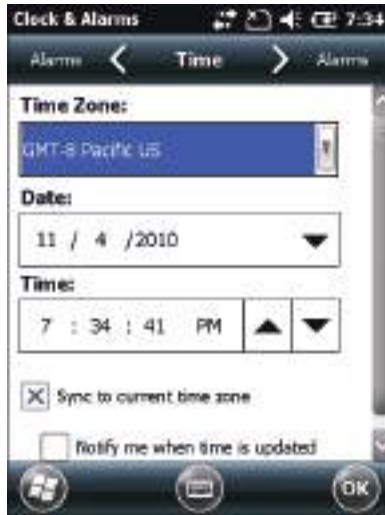 Clock & Alarms 7:34
Alarms Time Alarms
Time Zone:
GMT-8 Pacific US
Date:
11 / 4 /2010
Time:
7 : 34 : 41 PM
Sync to current time zone
Notify me when time is updated
OK